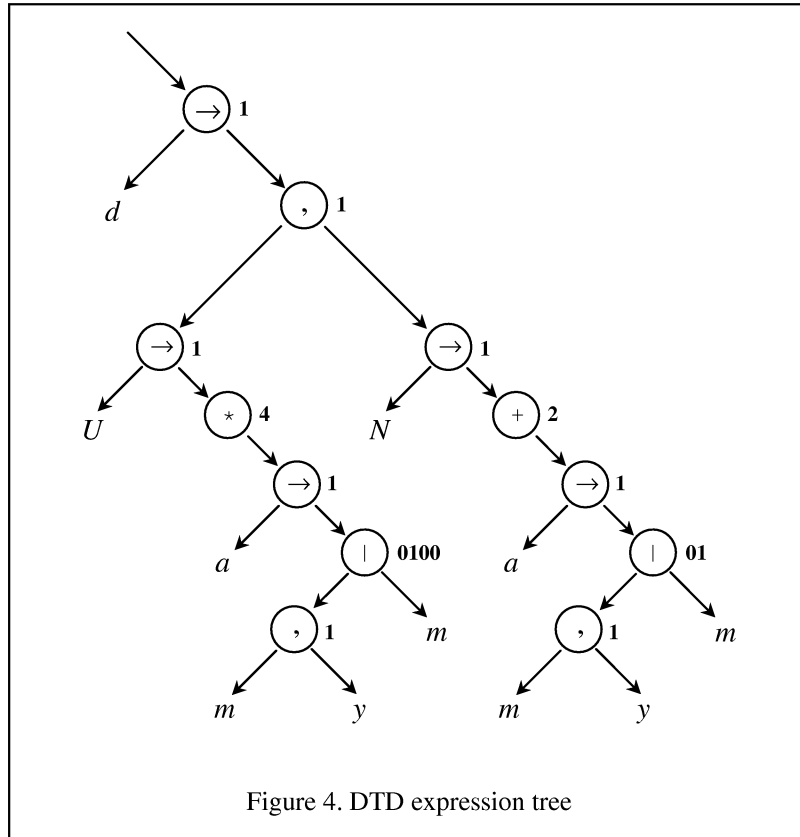 → 1
d
, 1
→ 1 → 1
U * 4 N + 2
→ 1 → 1
a | 0100 a | 01
, 1 m , 1 m
m y m y
Figure 4. DTD expression tree